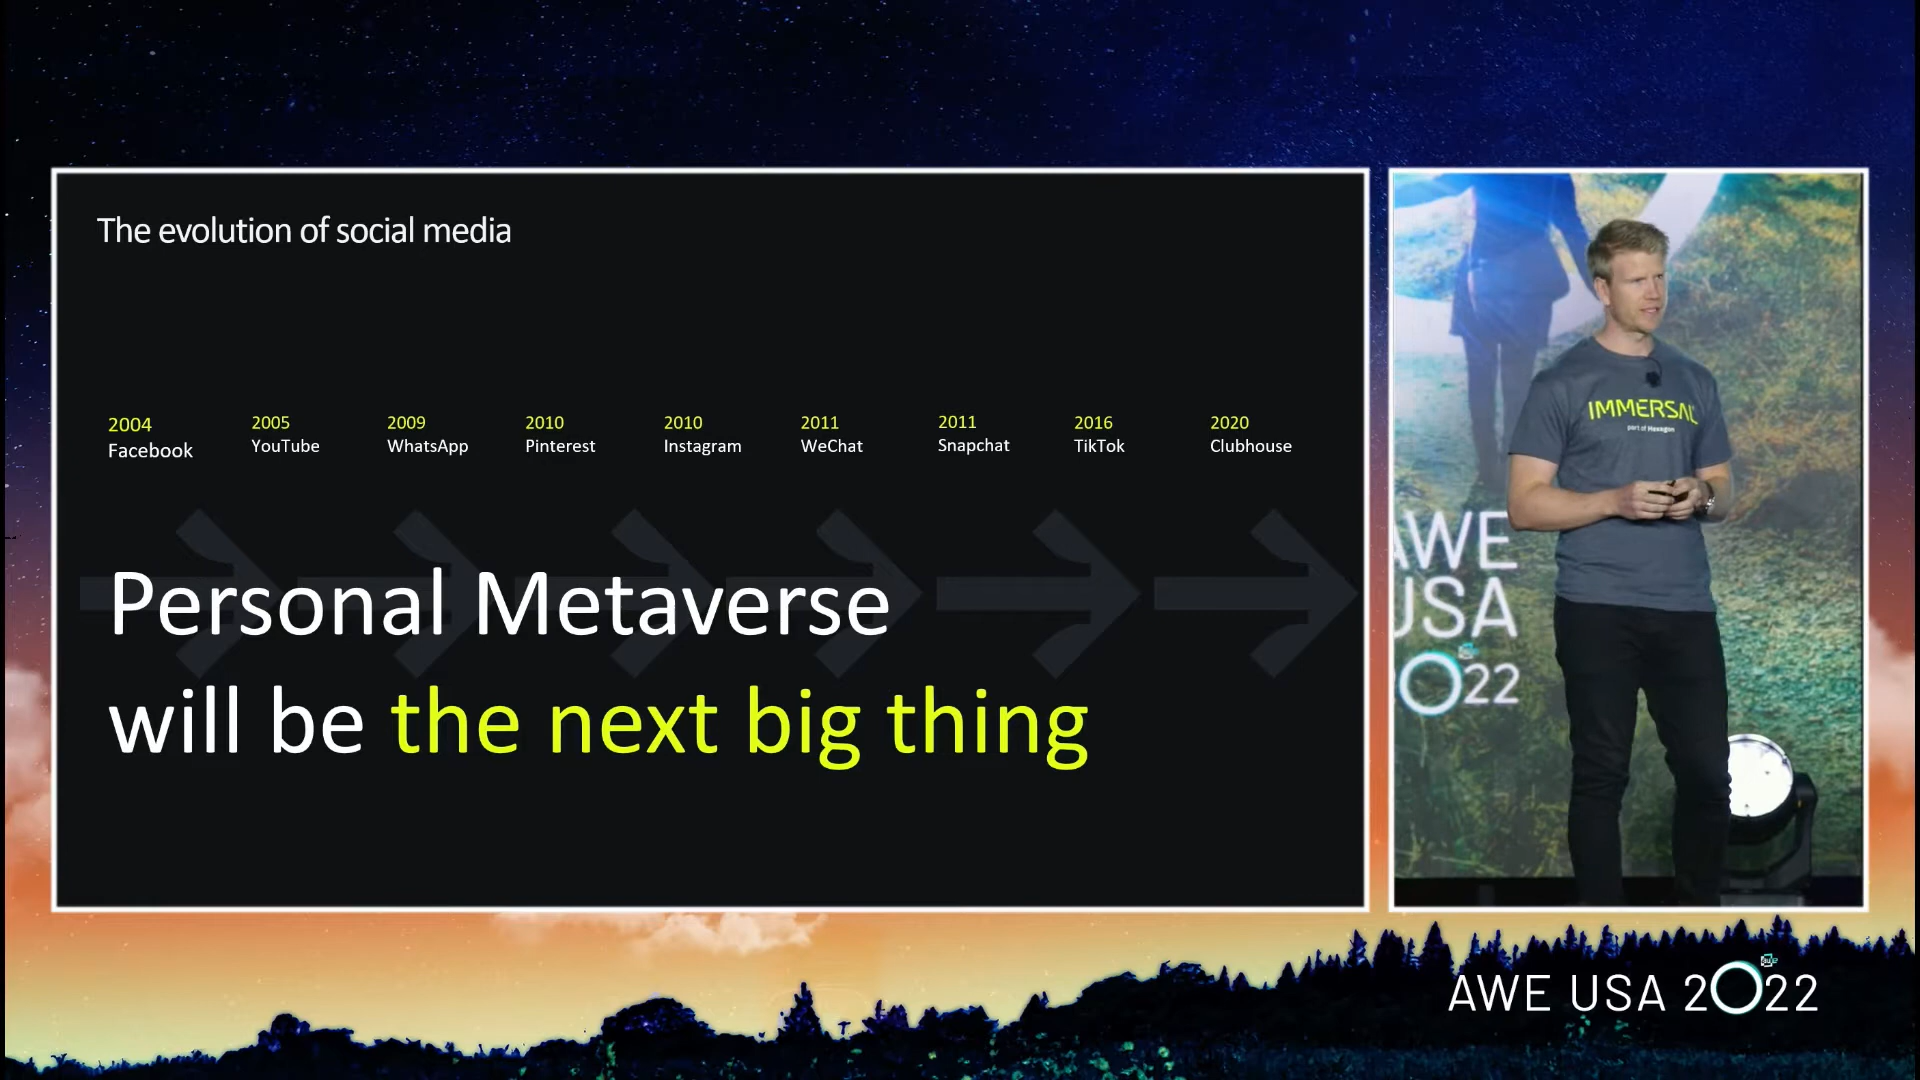 The evolution of social media
2004
Facebook
2005
YouTube
2009
WhatsApp
2010
Pinterest
2010
Instagram
2011
WeChat
2011
Snapchat
2016
TikTok
2020
Clubhouse
Personal Metaverse
will be the next big thing
IMMERSAL
part of Hexagon
AWE
USA
2022
AWE USA 2022